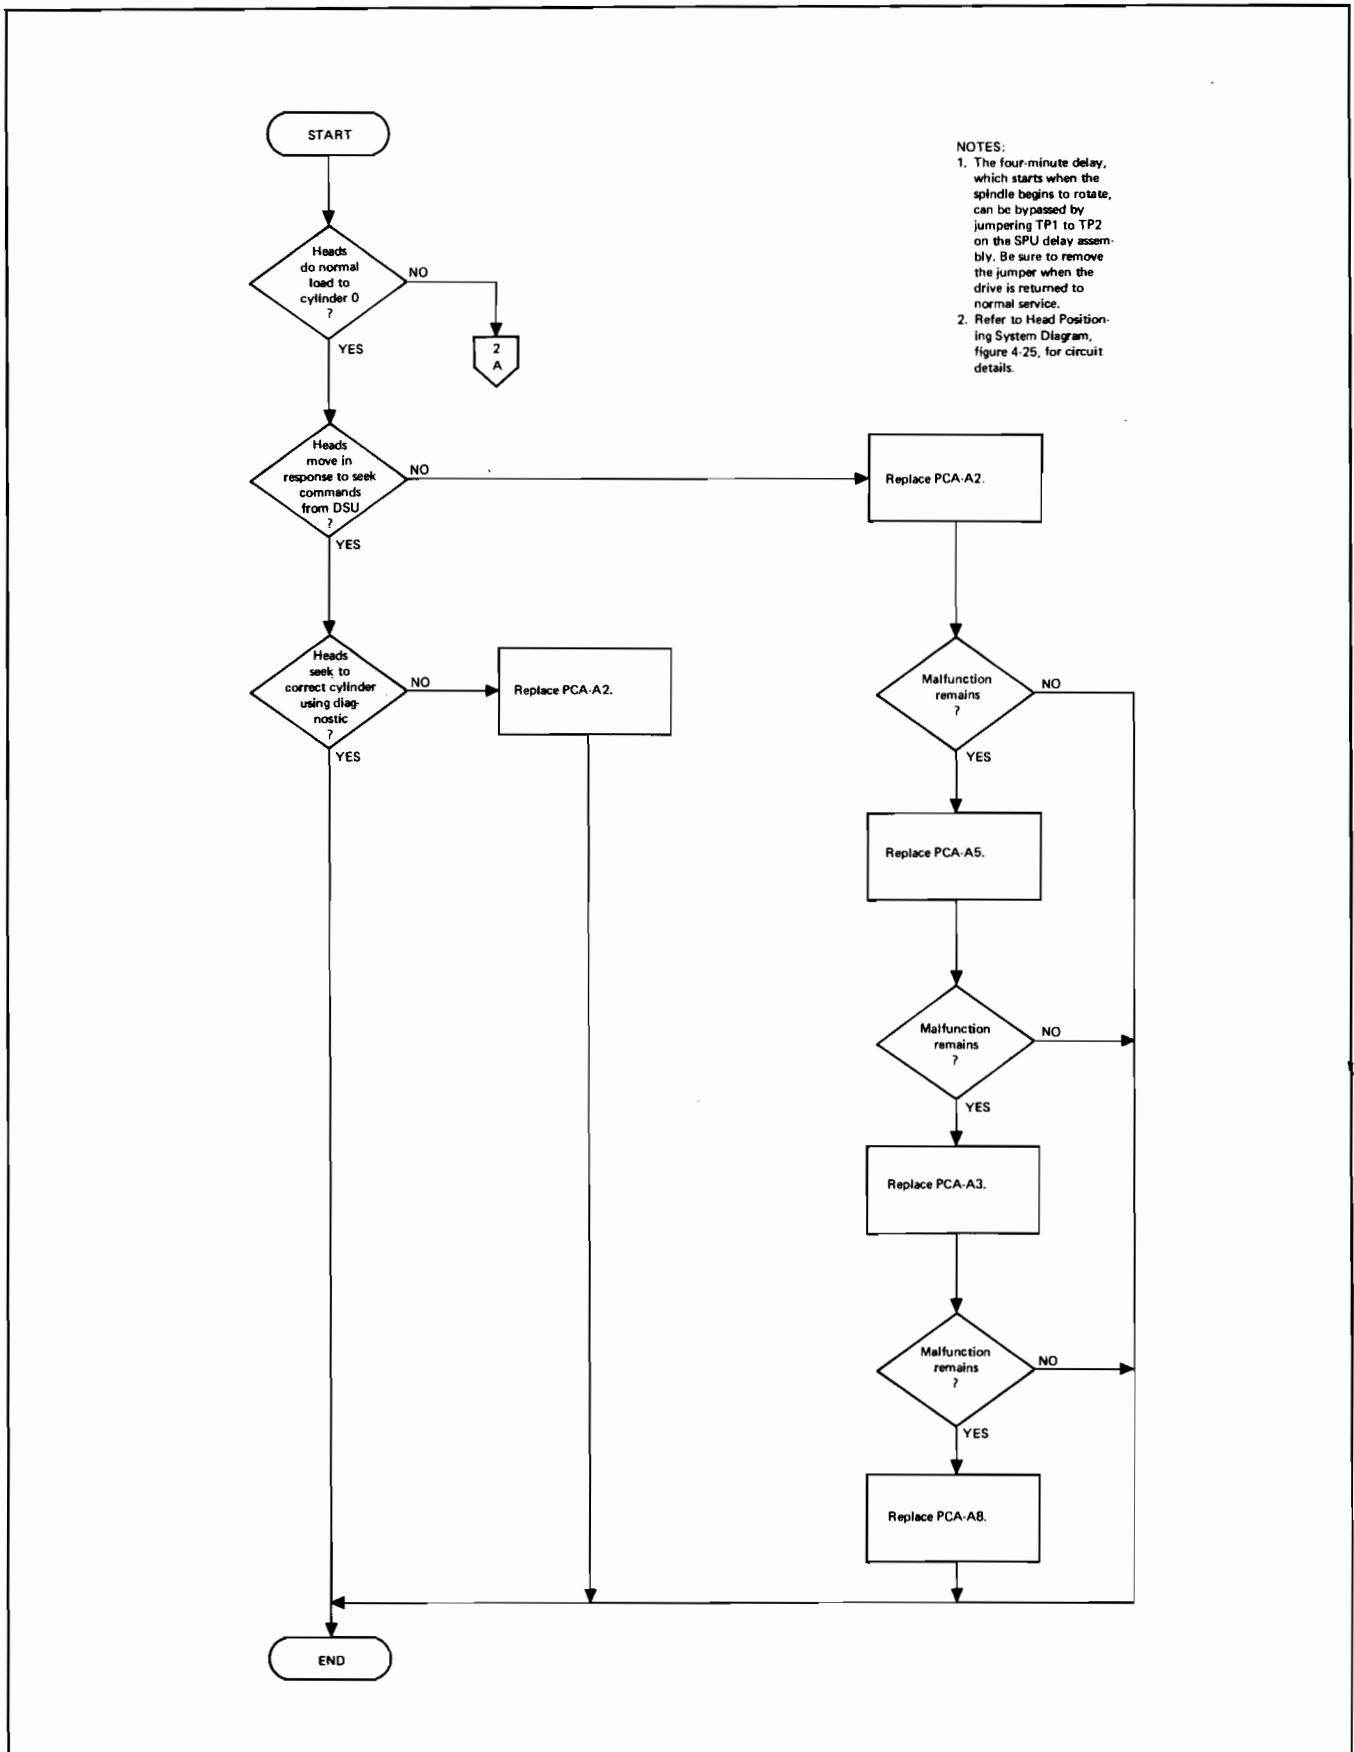 START
NOTES:
1. The four-minute delay,
which starts when the
spindle begins to rotate,
can be bypassed by
jumpering TP1 to TP2
on the SPU delay assem-
bly. Be sure to remove
the jumper when the
drive is returned to
normal service.
2. Refer to Head Position-
ing System Diagram,
figure 4-25, for circuit
details.
Heads
do normal
load to
cylinder 0
?
NO
YES
2
A
Heads
move in
response to seek
commands
from DSU
?
NO
YES
Replace PCA-A2.
Heads
seek to
correct cylinder
using diag-
nostic
?
NO
YES
Replace PCA-A2.
Malfunction
remains
?
NO
YES
Replace PCA-A5.
Malfunction
remains
?
NO
YES
Replace PCA-A3.
Malfunction
remains
?
NO
YES
Replace PCA-A8.
END